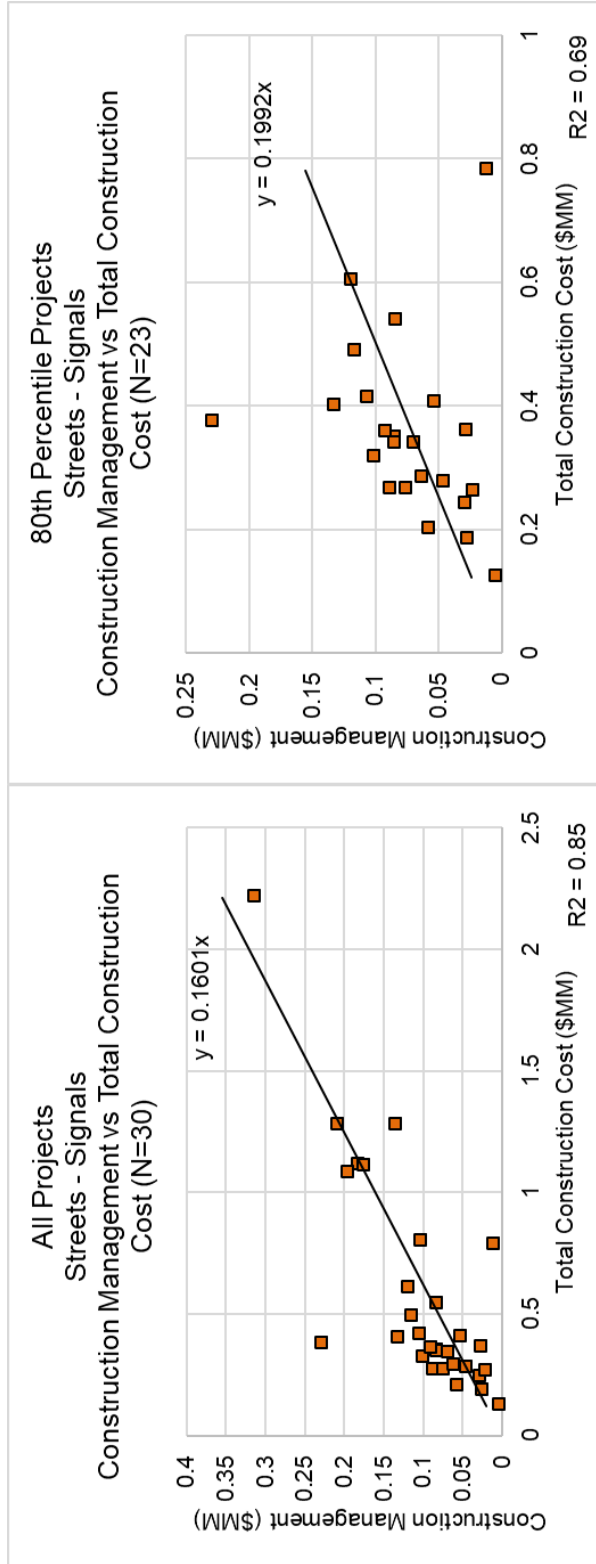 All Projects
Streets - Signals
Construction Management vs Total Construction
Cost (N=30)
Construction Management ($MM)
0.4
0.35
0.3
0.25
0.2
0.15
0.1
0.05
0
y = 0.1601x
0
0.5
1
1.5
2
2.5
Total Construction Cost ($MM)
R2 = 0.85
80th Percentile Projects
Streets - Signals
Construction Management vs Total Construction
Cost (N=23)
Construction Management ($MM)
0.25
0.2
0.15
0.1
0.05
0
y = 0.1992x
0
0.2
0.4
0.6
0.8
1
Total Construction Cost ($MM)
R2 = 0.69